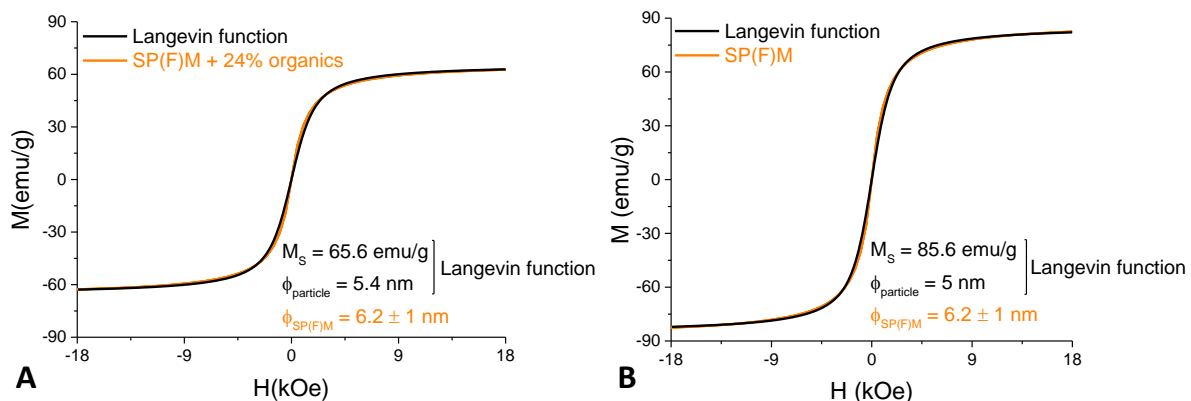 90
60
30
0
-30
-60
-90
M(emu/g)
Langevin function
SP(F)M + 24% organics
M_S = 65.6 emu/g
ϕ_particle = 5.4 nm
Langevin function
ϕ_SP(F)M = 6.2 ± 1 nm
-18
-9
0
9
18
A
H(kOe)
90
60
30
0
-30
-60
-90
M (emu/g)
Langevin function
SP(F)M
M_S = 85.6 emu/g
ϕ_particle = 5 nm
Langevin function
ϕ_SP(F)M = 6.2 ± 1 nm
-18
-9
0
9
18
B
H (kOe)